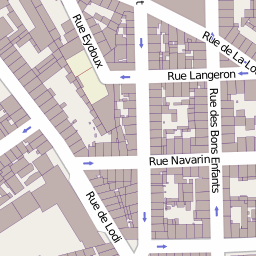 Rue Eydoux
Rue de La-Lo
Rue Langeron
Rue des Bons Enfants
Rue Navarin
Rue de Lodi